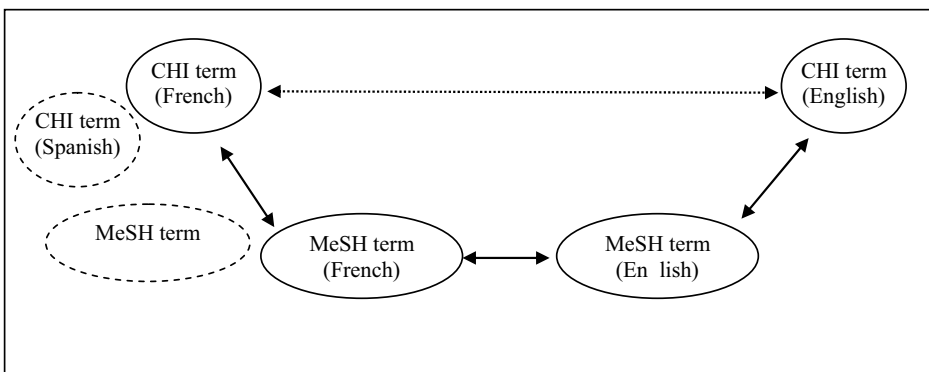 CHI term
(French)
CHI term
(English)
CHI term
(Spanish)
MeSH term
MeSH term
(French)
MeSH term
(En lish)